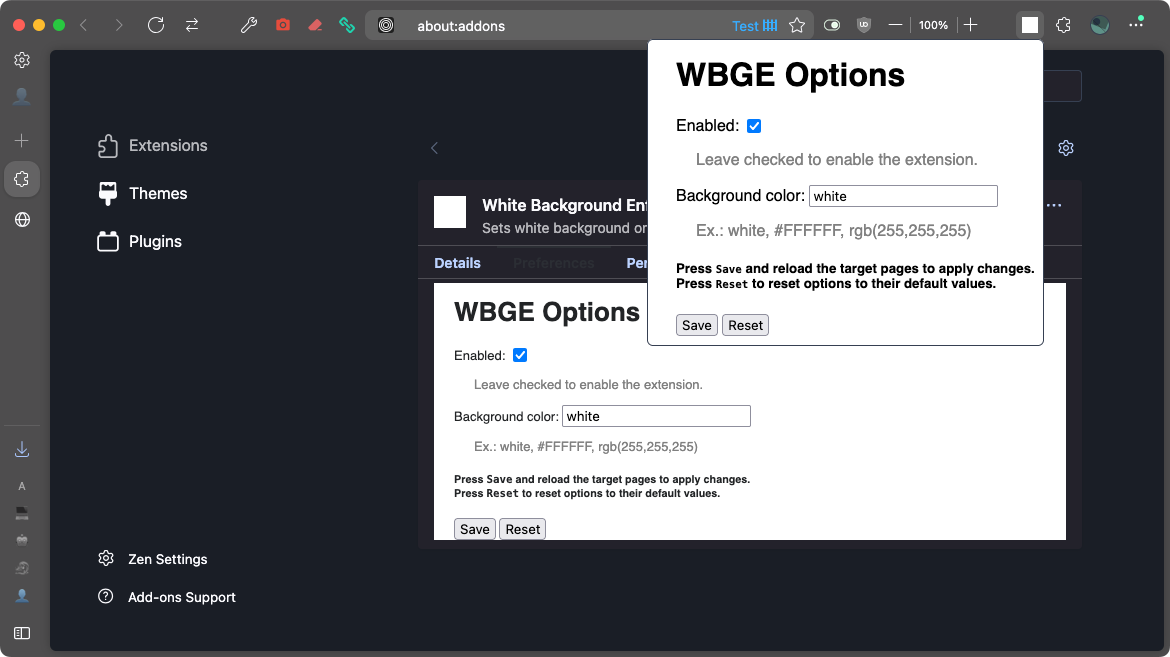 about:addons
Test
100%
Extensions
Themes
Plugins
Zen Settings
Add-ons Support
A
White Background
Sets white background
Details
Preferences
WBGE Options
Enabled:
Leave checked to enable the extension.
Background color: white
Ex.: white, #FFFFFF, rgb(255,255,255)
Press Save and reload the target pages to apply changes.
Press Reset to reset options to their default values.
Save Reset
WBGE Options
Enabled:
Leave checked to enable the extension.
Background color: white
Ex.: white, #FFFFFF, rgb(255,255,255)
Press Save and reload the target pages to apply changes.
Press Reset to reset options to their default values.
Save Reset